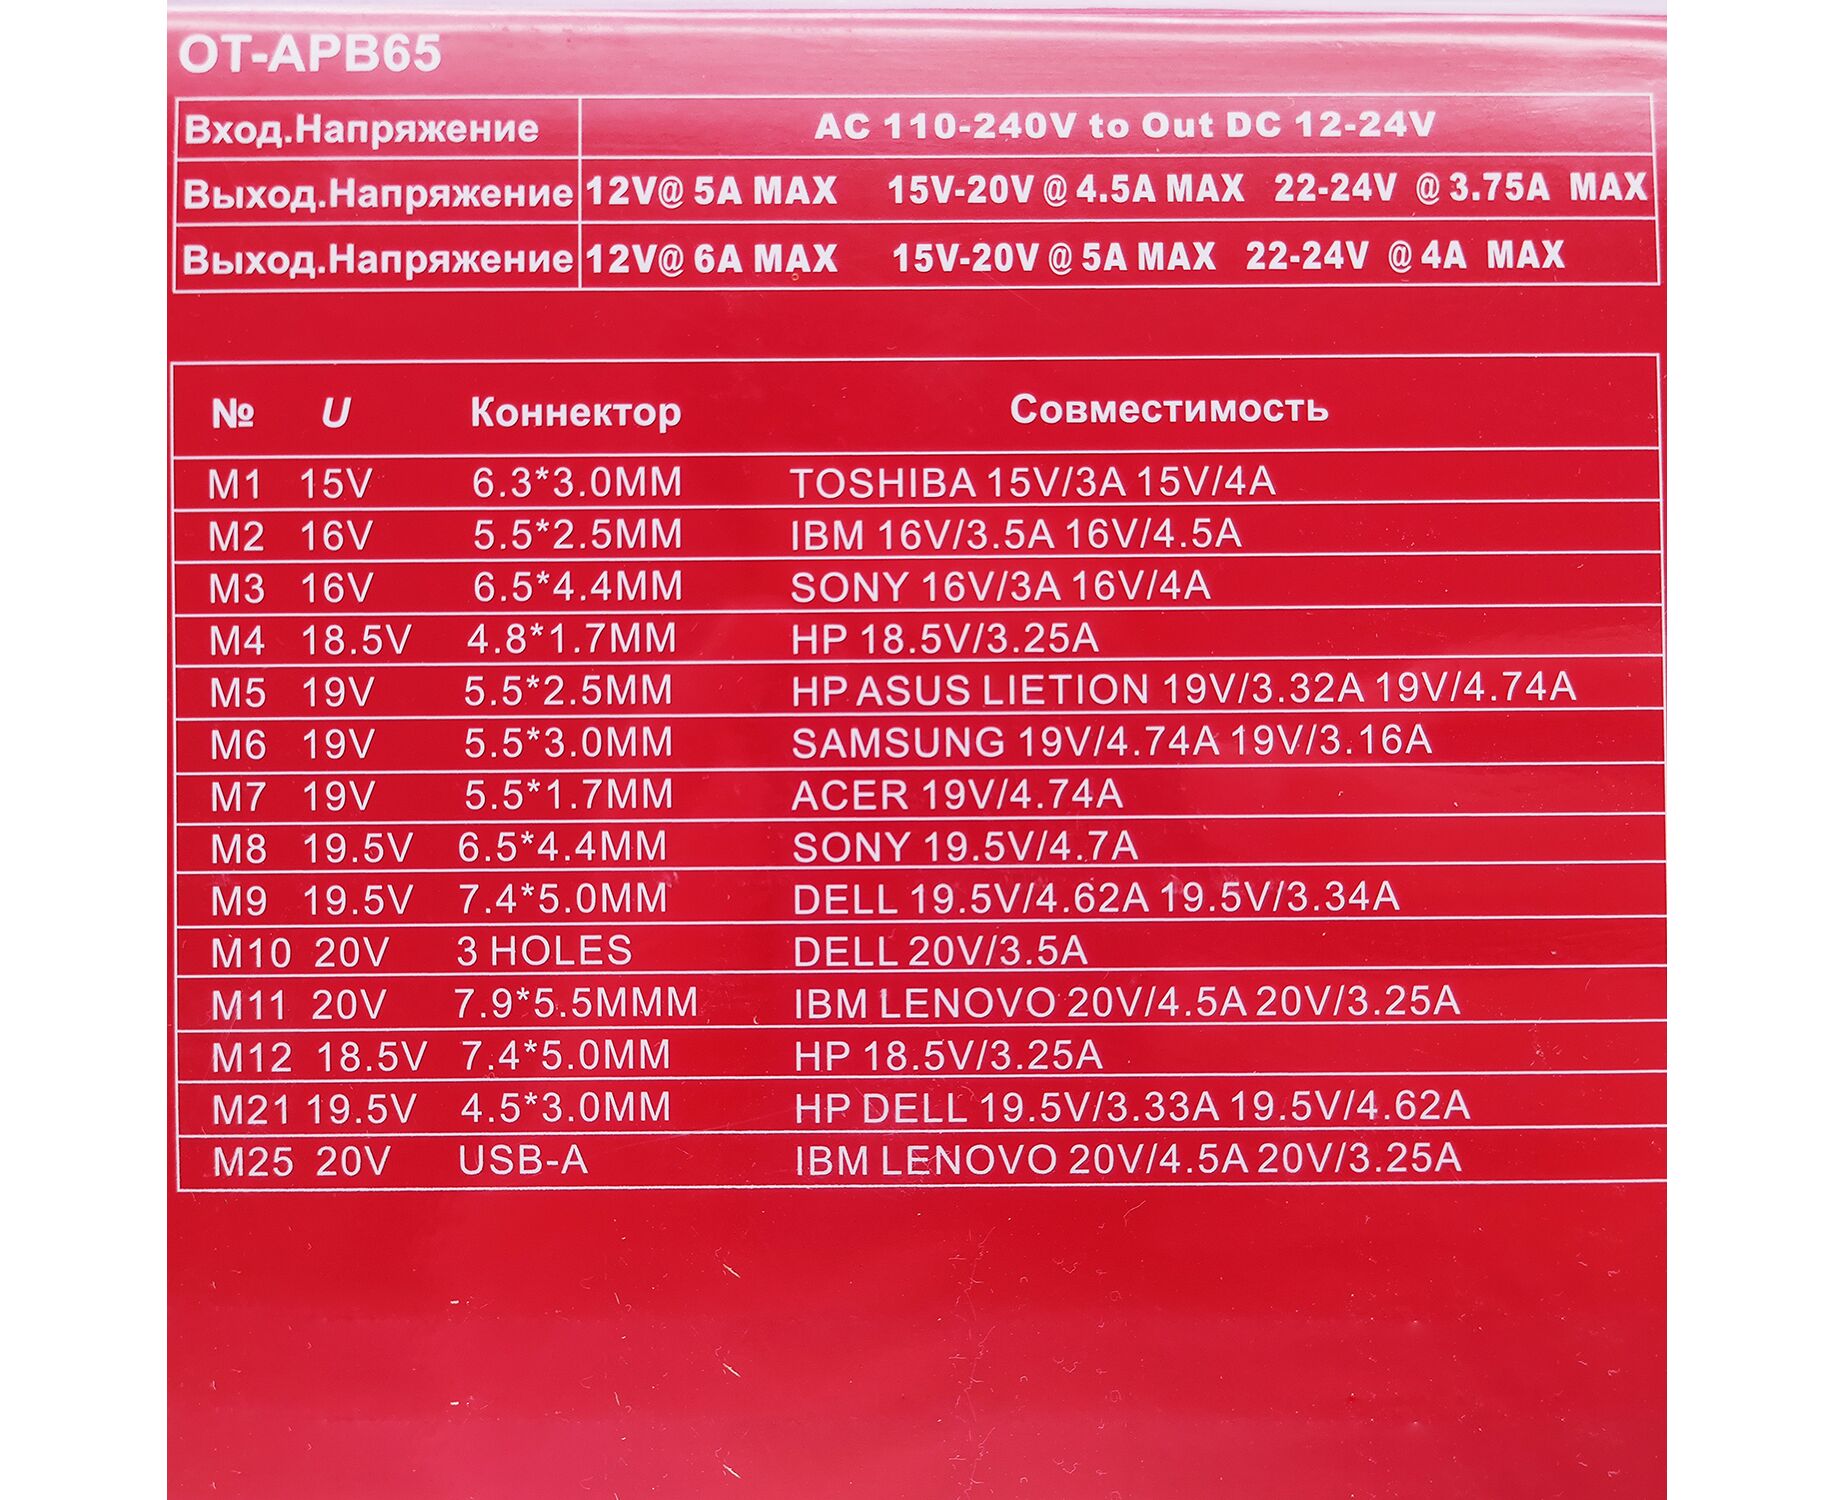 OT-APB65
Вход.Напряжение AC 110-240V to Out DC 12-24V
Выход.Напряжение 12V@ 5A MAX 15V-20V @ 4.5A MAX 22-24V @ 3.75A MAX
Выход.Напряжение 12V@ 6A MAX 15V-20V @ 5A MAX 22-24V @ 4A MAX
№ U Коннектор Совместимость
M1 15V 6.3*3.0MM TOSHIBA 15V/3A 15V/4A
M2 16V 5.5*2.5MM IBM 16V/3.5A 16V/4.5A
M3 16V 6.5*4.4MM SONY 16V/3A 16V/4A
M4 18.5V 4.8*1.7MM HP 18.5V/3.25A
M5 19V 5.5*2.5MM HP ASUS LIETION 19V/3.32A 19V/4.74A
M6 19V 5.5*3.0MM SAMSUNG 19V/4.74A 19V/3.16A
M7 19V 5.5*1.7MM ACER 19V/4.74A
M8 19.5V 6.5*4.4MM SONY 19.5V/4.7A
M9 19.5V 7.4*5.0MM DELL 19.5V/4.62A 19.5V/3.34A
M10 20V 3 HOLES DELL 20V/3.5A
M11 20V 7.9*5.5MMM IBM LENOVO 20V/4.5A 20V/3.25A
M12 18.5V 7.4*5.0MM HP 18.5V/3.25A
M21 19.5V 4.5*3.0MM HP DELL 19.5V/3.33A 19.5V/4.62A
M25 20V USB-A IBM LENOVO 20V/4.5A 20V/3.25A